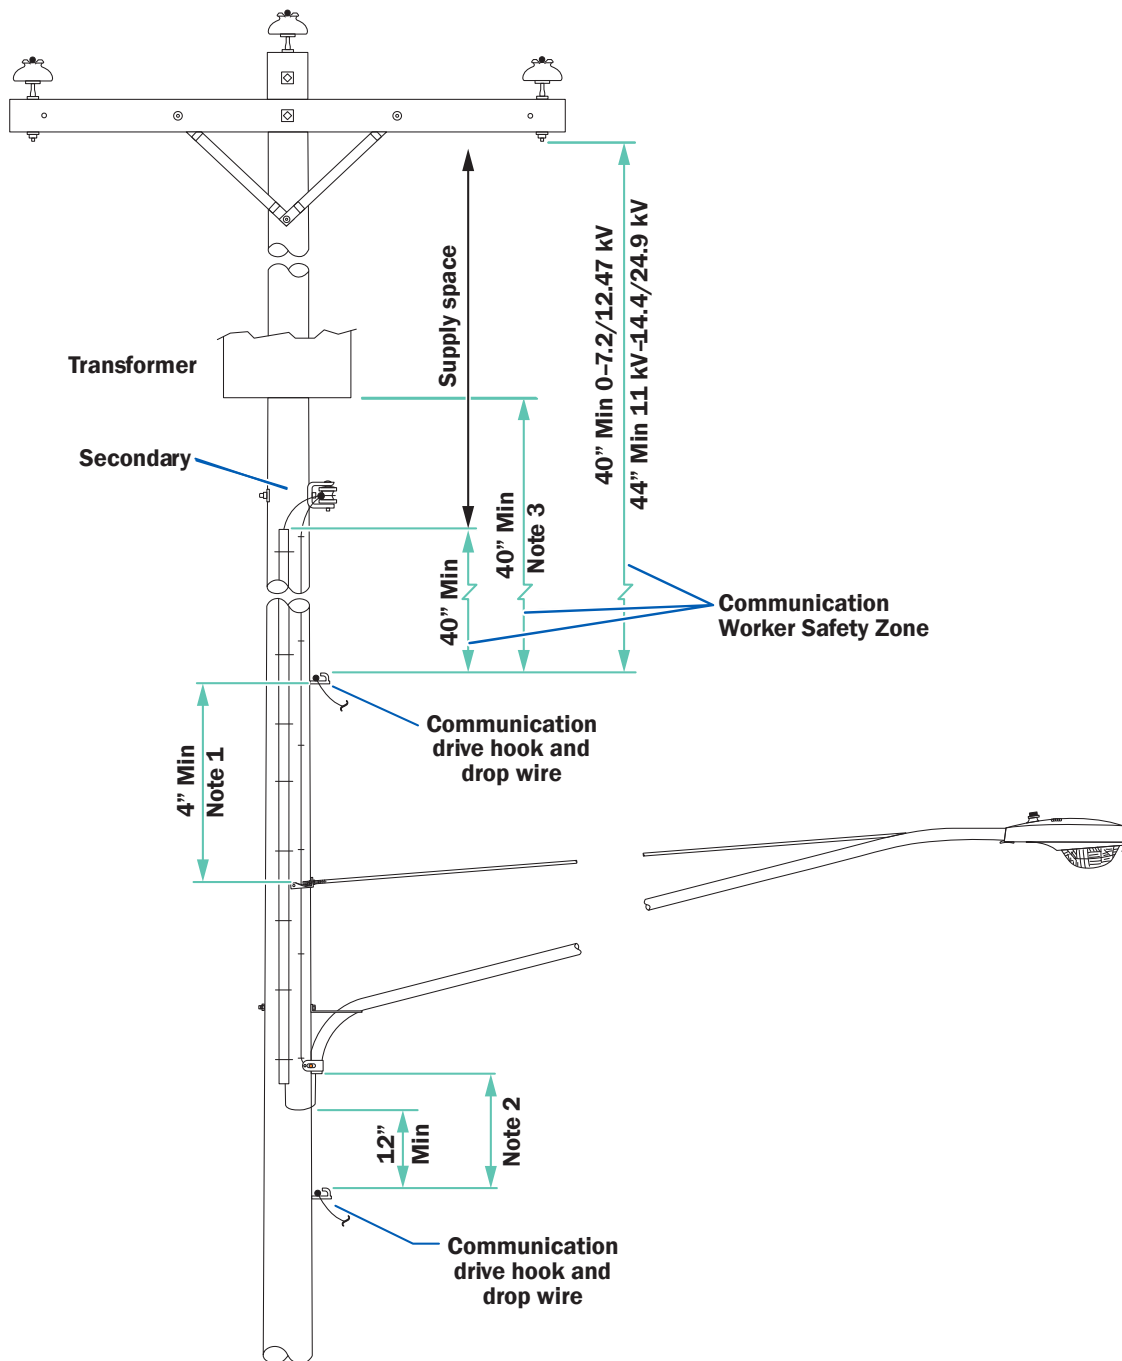 Supply space
40” Min 0–7.2/12.47 kV
44” Min 11 kV–14.4/24.9 kV
Transformer
Secondary
40” Min
Note 3
40” Min
Communication
Worker Safety Zone
Communication
drive hook and
drop wire
4” Min
Note 1
12”
Min
Note 2
Communication
drive hook and
drop wire